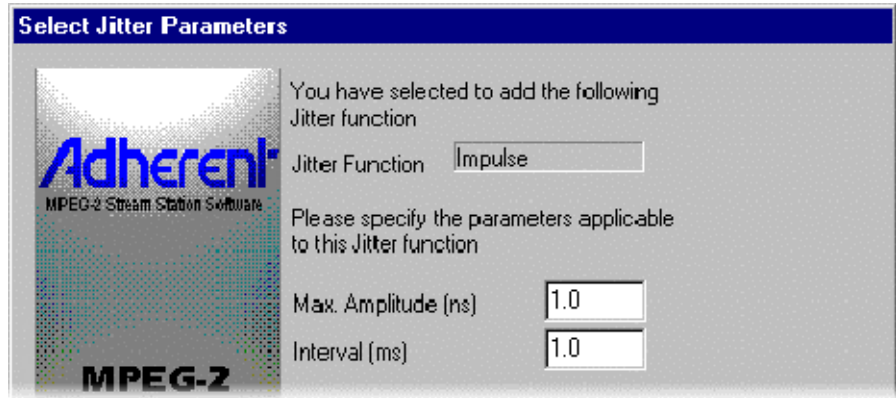 Select Jitter Parameters
You have selected to add the following
Jitter function
Jitter Function Impulse
Please specify the parameters applicable
to this Jitter function
Max. Amplitude (ns) 1.0
Interval (ms) 1.0
Adherent
MPEG-2 Stream Station Software
MPEG-2